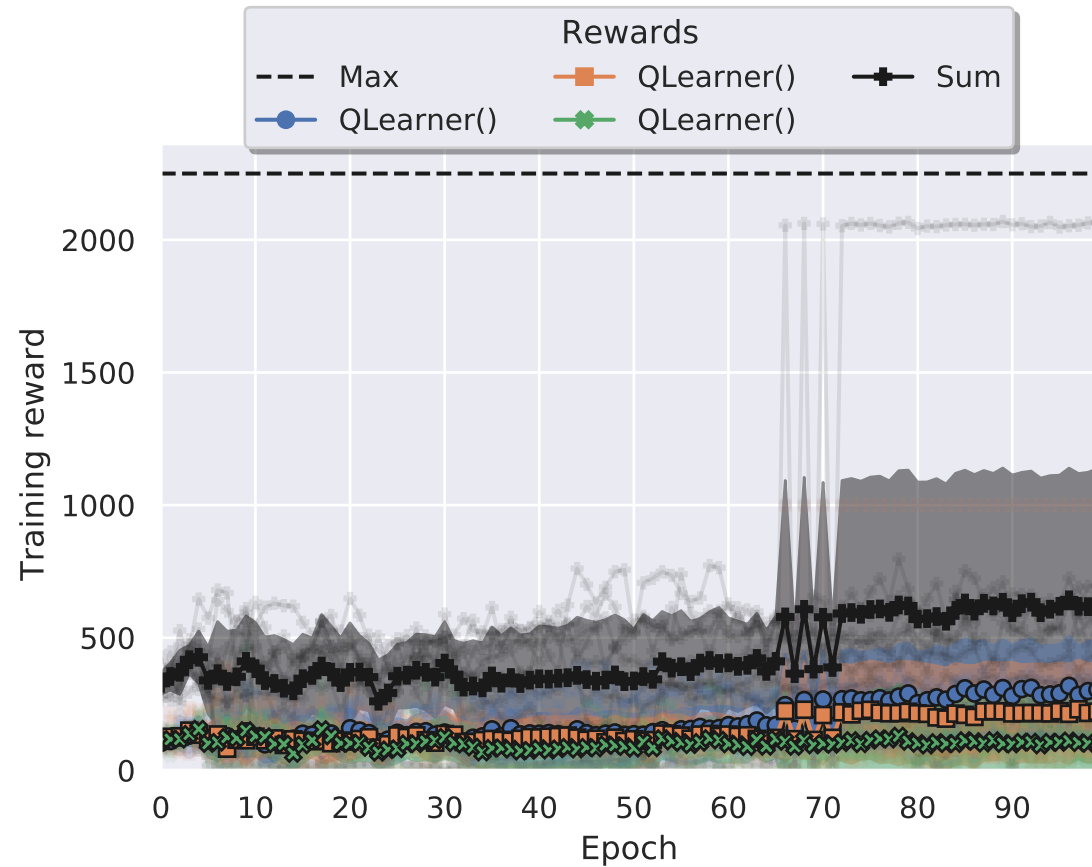 Rewards
Max QLearner() Sum
QLearner() QLearner()
2000
1500
1000
500
0
Training reward
0 10 20 30 40 50 60 70 80 90
Epoch